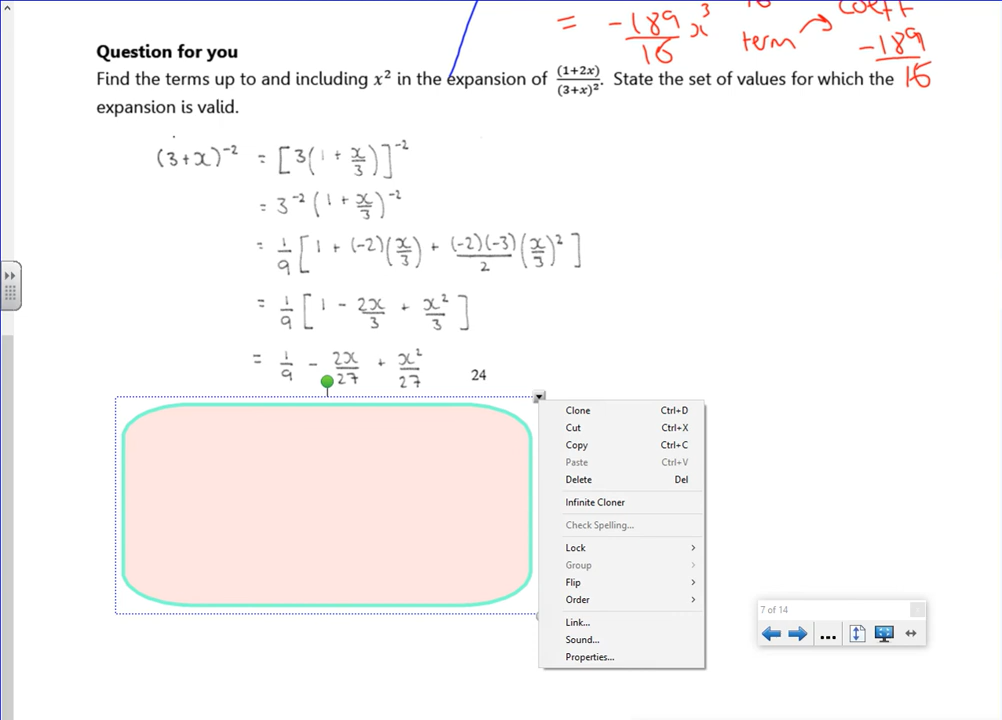 = -189/16 x³
term → coeff
-189/16
Question for you
Find the terms up to and including x² in the expansion of (1+2x)/(3+x)². State the set of values for which the
expansion is valid.
(3+x)⁻² = [3(1 + x/3)]⁻²
= 3⁻² (1 + x/3)⁻²
= 1/9 [1 + (-2)(x/3) + (-2)(-3)/2 (x/3)²]
= 1/9 [1 - 2x/3 + x²/3]
= 1/9 - 2x/27 + x²/27
24
Clone Ctrl+D
Cut Ctrl+X
Copy Ctrl+C
Paste Ctrl+V
Delete Del
Infinite Cloner
Check Spelling...
Lock
Group
Flip
Order
Link...
Sound...
Properties...
7 of 14